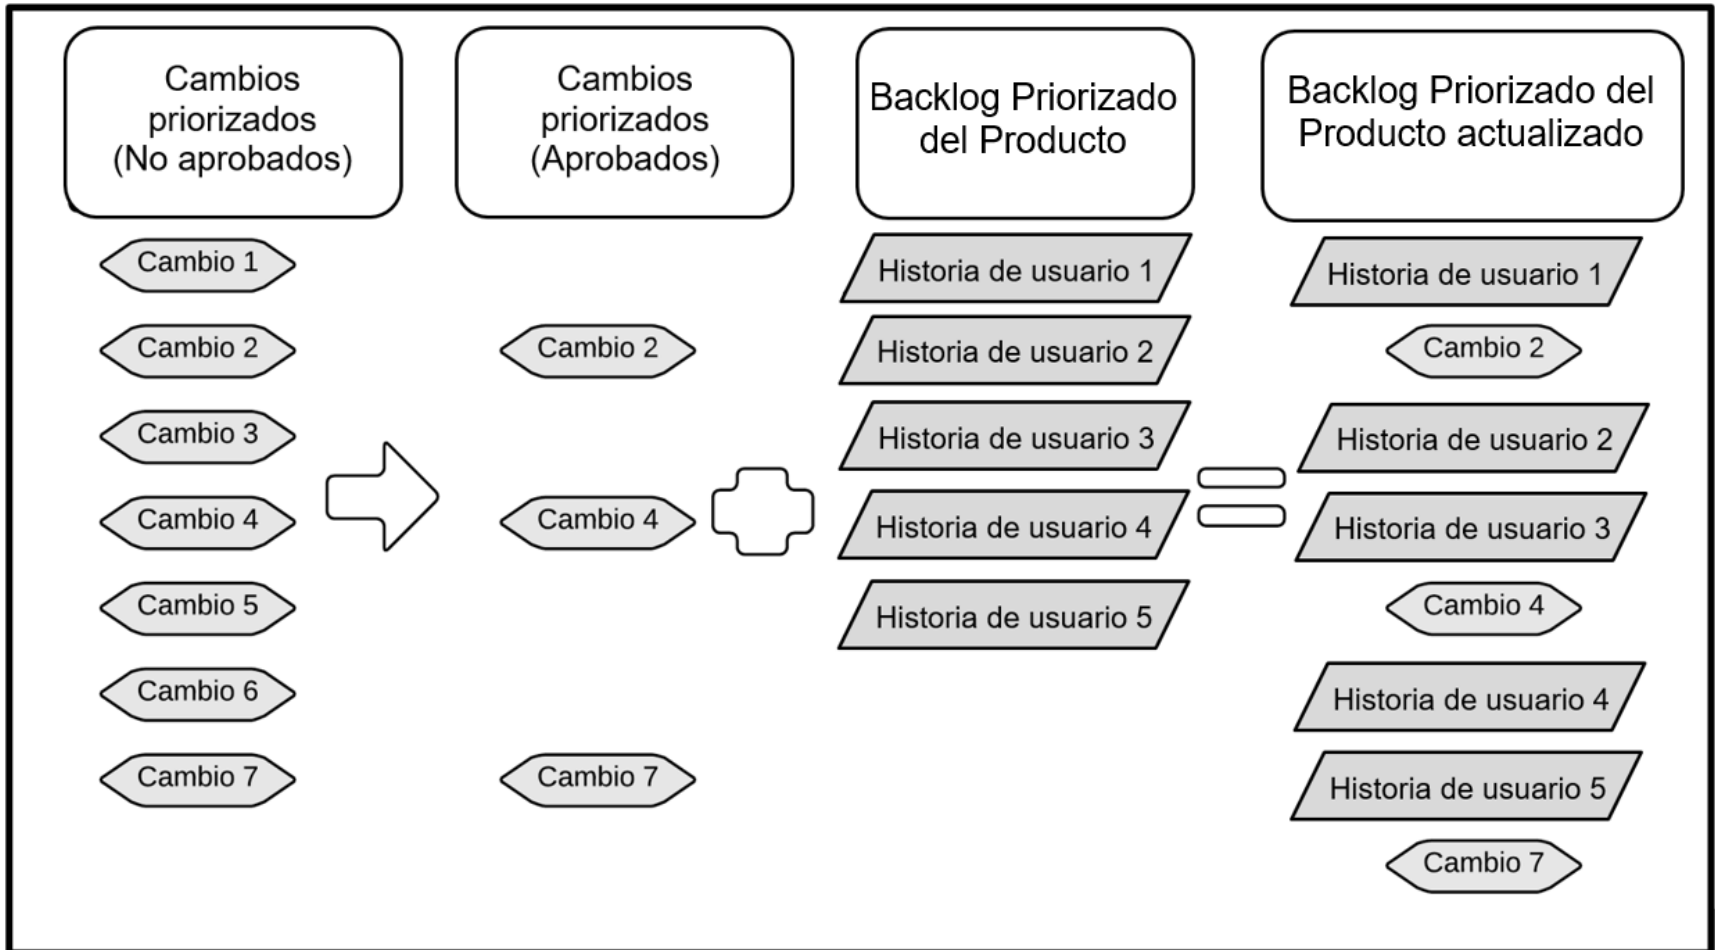 Cambios
priorizados
(No aprobados)
Cambios
priorizados
(Aprobados)
Backlog Priorizado
del Producto
Backlog Priorizado del
Producto actualizado
Cambio 1
Cambio 2
Cambio 3
Cambio 4
Cambio 5
Cambio 6
Cambio 7
Cambio 2
Cambio 4
Cambio 7
Historia de usuario 1
Historia de usuario 2
Historia de usuario 3
Historia de usuario 4
Historia de usuario 5
Historia de usuario 1
Cambio 2
Historia de usuario 2
Historia de usuario 3
Cambio 4
Historia de usuario 4
Historia de usuario 5
Cambio 7